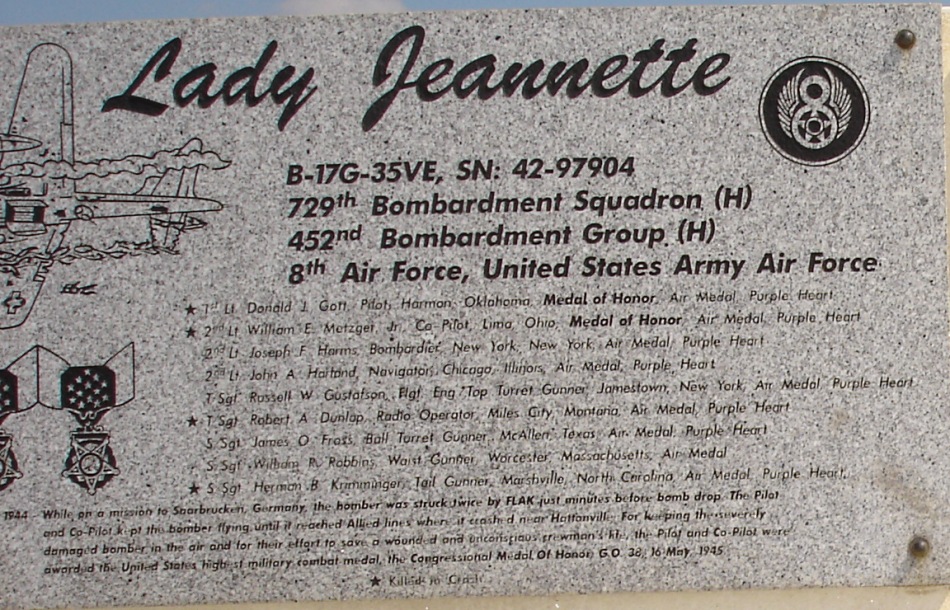 Lady Jeannette
8
B-17G-35VE, SN: 42-97904
729th Bombardment Squadron (H)
452nd Bombardment Group (H)
8th Air Force, United States Army Air Force
★ 1st Lt Donald J. Gott, Pilot, Harmon, Oklahoma, Medal of Honor, Air Medal, Purple Heart
★ 2nd Lt William E. Metzger, Jr, Co Pilot, Lima, Ohio, Medal of Honor, Air Medal, Purple Heart
2nd Lt Joseph F Harms, Bombardier, New York, New York, Air Medal, Purple Heart
2nd Lt John A Harland, Navigator, Chicago, Illinois, Air Medal, Purple Heart
T Sgt Russell W Gustafson, Flgt Eng Top Turret Gunner, Jamestown, New York, Air Medal, Purple Heart
★ T Sgt Robert A Dunlap, Radio Operator, Miles City, Montana, Air Medal, Purple Heart
S Sgt James O Fross, Ball Turret Gunner, McAllen, Texas, Air Medal, Purple Heart
S Sgt William R. Robbins, Waist Gunner, Worcester, Massachusetts, Air Medal
★ S Sgt Herman B Krimminger, Tail Gunner, Marshville, North Carolina, Air Medal, Purple Heart,
1944 - While on a mission to Saarbrucken, Germany, the bomber was struck twice by FLAK just minutes before bomb drop. The Pilot
and Co-Pilot kept the bomber flying until it reached Allied lines where it crashed near Hattonville. For keeping the severely
damaged bomber in the air and for their effort to save a wounded and unconscious crewman's life, the Pilot and Co-Pilot were
awarded the United States highest military combat medal, the Congressional Medal Of Honor, G.O. 38, 16 May, 1945
★ Killed in Crash